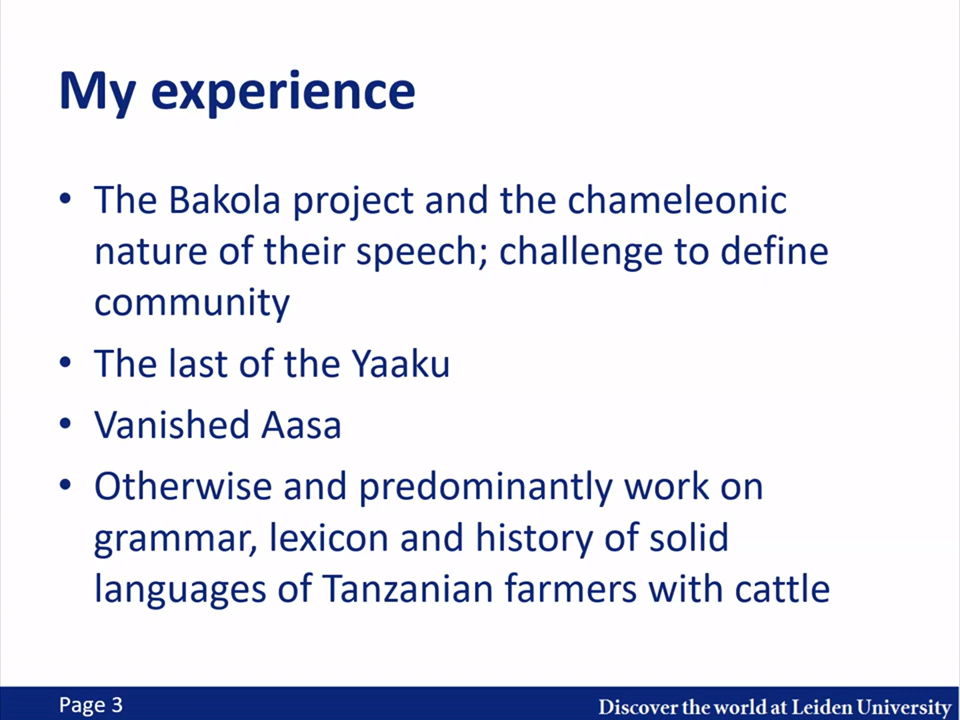 My experience
• The Bakola project and the chameleonic
nature of their speech; challenge to define
community
• The last of the Yaaku
• Vanished Aasa
• Otherwise and predominantly work on
grammar, lexicon and history of solid
languages of Tanzanian farmers with cattle
Page 3
Discover the world at Leiden University